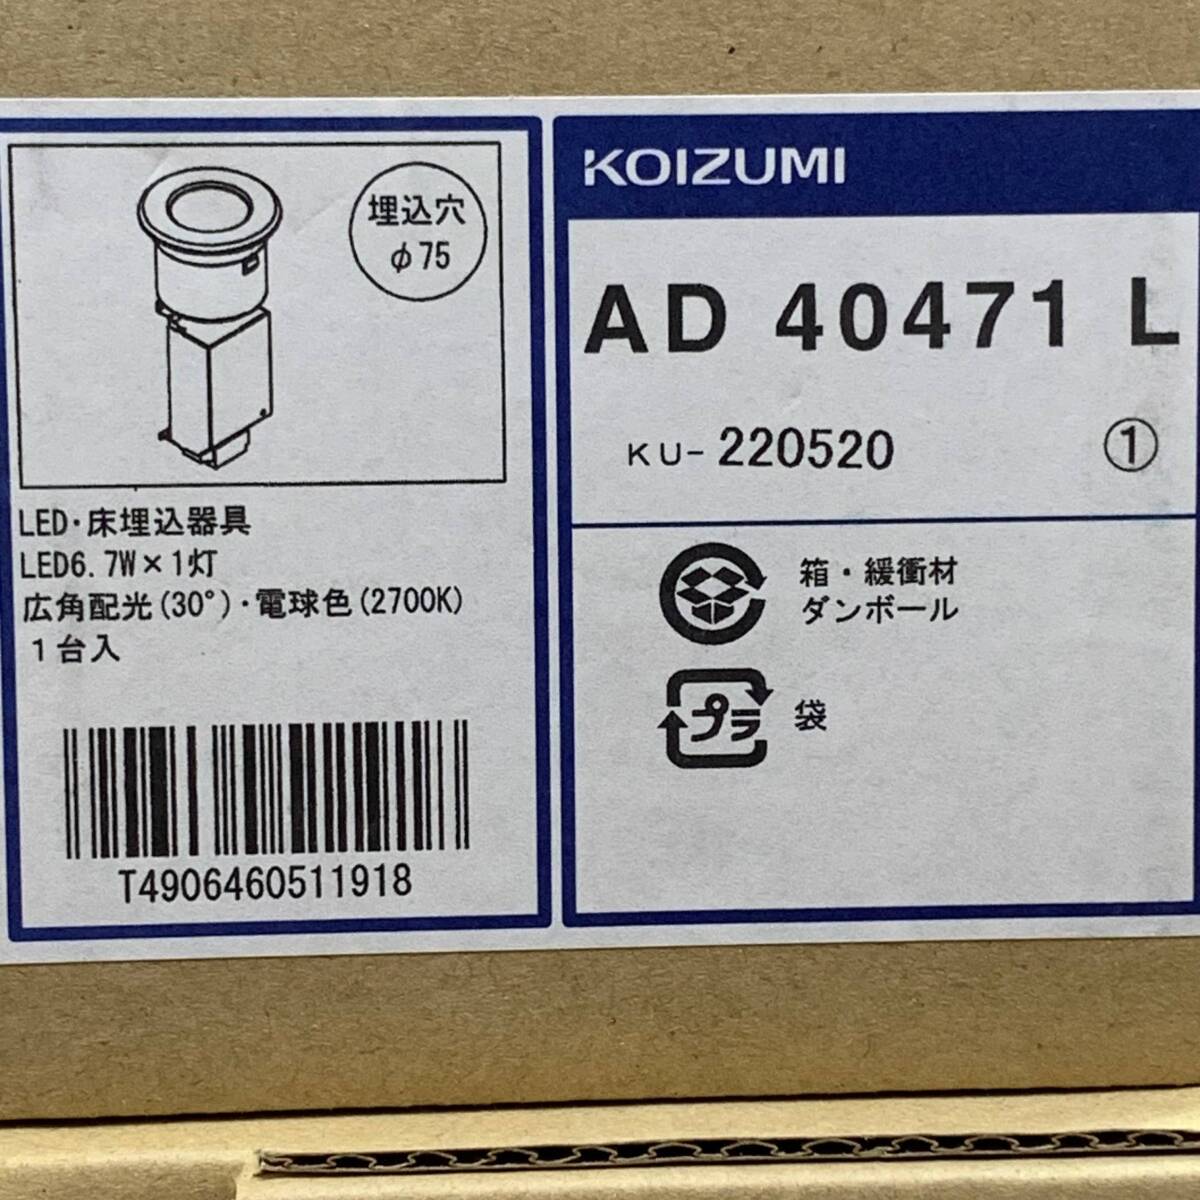 埋込穴
φ75
LED・床埋込器具
LED6.7W×1灯
広角配光(30°)・電球色(2700K)
1台入
T4906460511918
KOIZUMI
AD 40471 L
KU-220520
①
箱・緩衝材
ダンボール
プラ
袋